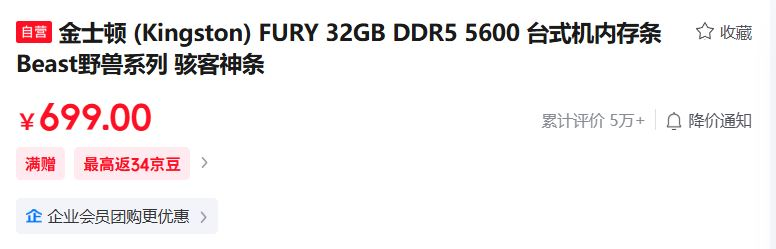 自营 金士顿 (Kingston) FURY 32GB DDR5 5600 台式机内存条 收藏
Beast野兽系列 骇客神条
￥699.00 累计评价 5万+ 降价通知
满赠 最高返34京豆 >
企 企业会员团购更优惠 >